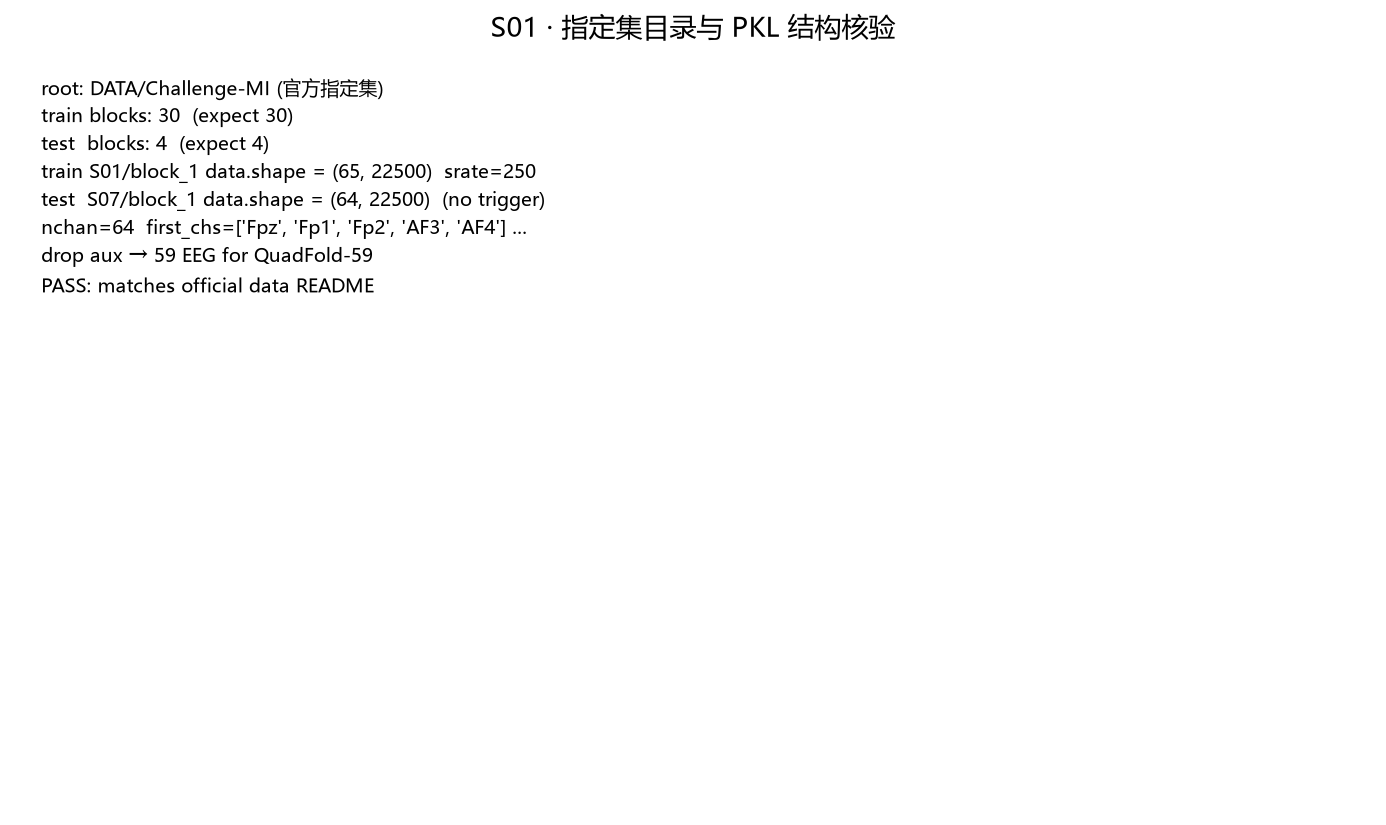 S01 · 指定集目录与 PKL 结构核验
root: DATA/Challenge-MI (官方指定集)
train blocks: 30  (expect 30)
test  blocks: 4  (expect 4)
train S01/block_1 data.shape = (65, 22500)  srate=250
test  S07/block_1 data.shape = (64, 22500)  (no trigger)
nchan=64  first_chs=['Fpz', 'Fp1', 'Fp2', 'AF3', 'AF4'] ...
drop aux → 59 EEG for QuadFold-59
PASS: matches official data README